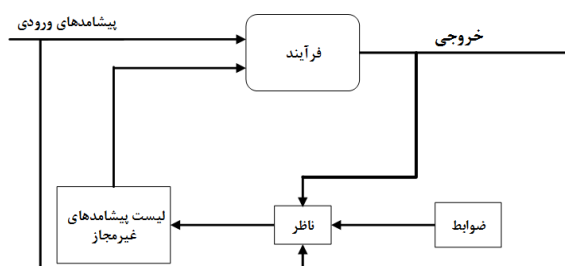 پیشامدهای ورودی
خروجی
فرآیند
لیست پیشامدهای
غیرمجاز
ناظر
ضوابط